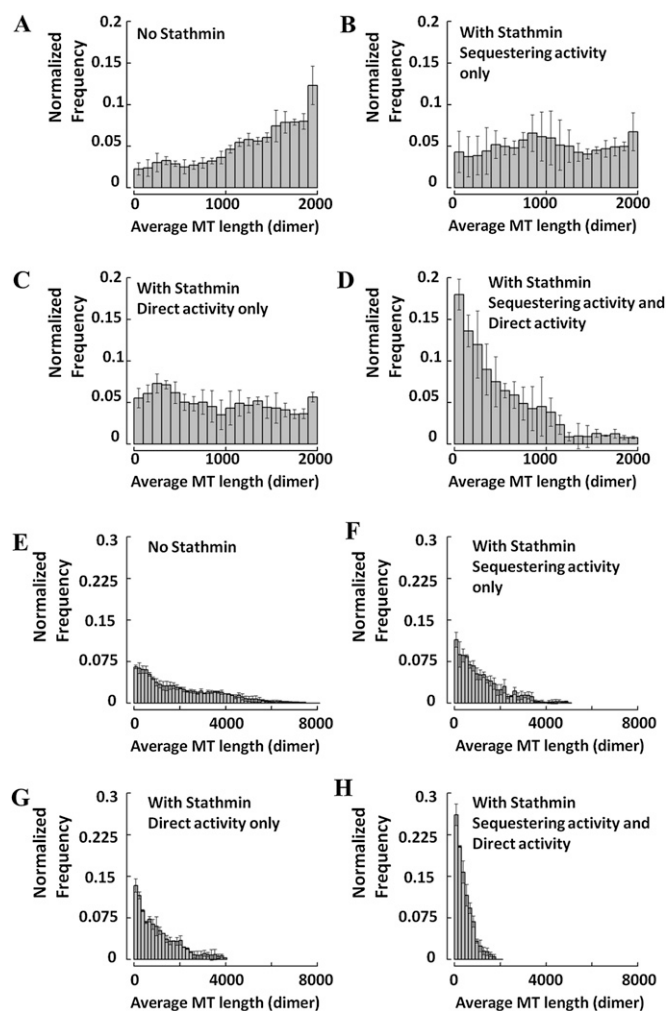 A
No Stathmin
Normalized
Frequency
0.2
0.15
0.1
0.05
0
0 1000 2000
Average MT length (dimer)
B
With Stathmin
Sequestering activity
only
Normalized
Frequency
0.2
0.15
0.1
0.05
0
0 1000 2000
Average MT length (dimer)
C
With Stathmin
Direct activity only
Normalized
Frequency
0.2
0.15
0.1
0.05
0
0 1000 2000
Average MT length (dimer)
D
With Stathmin
Sequestering activity and
Direct activity
Normalized
Frequency
0.2
0.15
0.1
0.05
0
0 1000 2000
Average MT length (dimer)
E
No Stathmin
Normalized
Frequency
0.3
0.225
0.15
0.075
0
0 4000 8000
Average MT length (dimer)
F
With Stathmin
Sequestering activity
only
Normalized
Frequency
0.3
0.225
0.15
0.075
0
0 4000 8000
Average MT length (dimer)
G
With Stathmin
Direct activity only
Normalized
Frequency
0.3
0.225
0.15
0.075
0
0 4000 8000
Average MT length (dimer)
H
With Stathmin
Sequestering activity and
Direct activity
Normalized
Frequency
0.3
0.225
0.15
0.075
0
0 4000 8000
Average MT length (dimer)